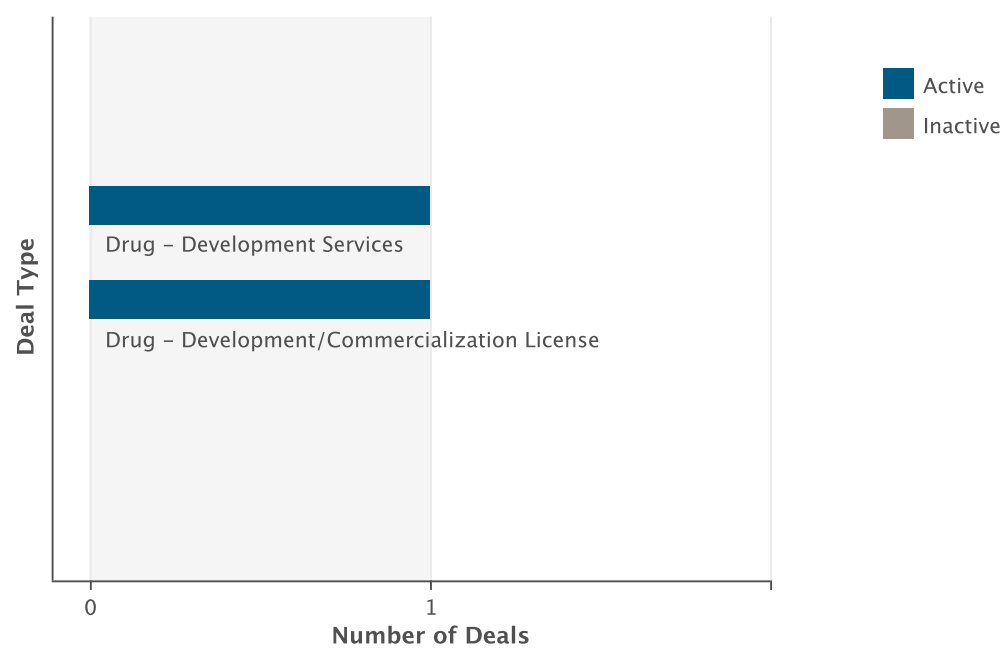 Active
Inactive
Drug – Development Services
Drug – Development/Commercialization License
Deal Type
0
1
Number of Deals